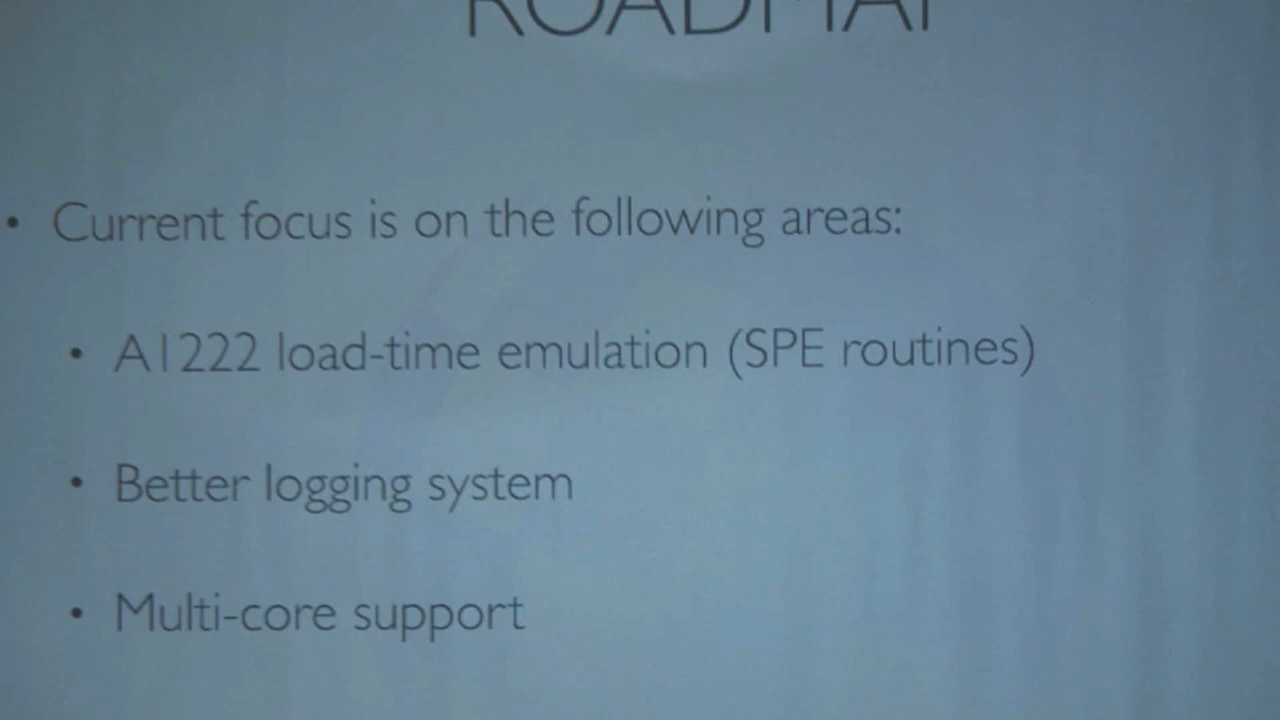 ROADMAP
• Current focus is on the following areas:
• A1222 load-time emulation (SPE routines)
• Better logging system
• Multi-core support